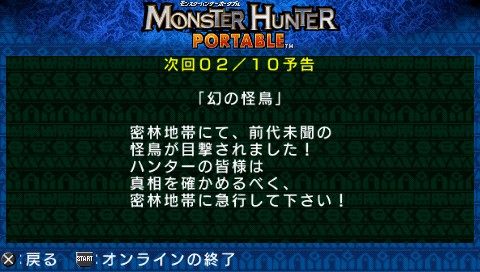 モンスターハンターポータブル
MONSTER HUNTER
PORTABLE™
次回０２／１０予告
「幻の怪鳥」
密林地帯にて、前代未聞の
怪鳥が目撃されました！
ハンターの皆様は
真相を確かめるべく、
密林地帯に急行して下さい！
：戻る START：オンラインの終了